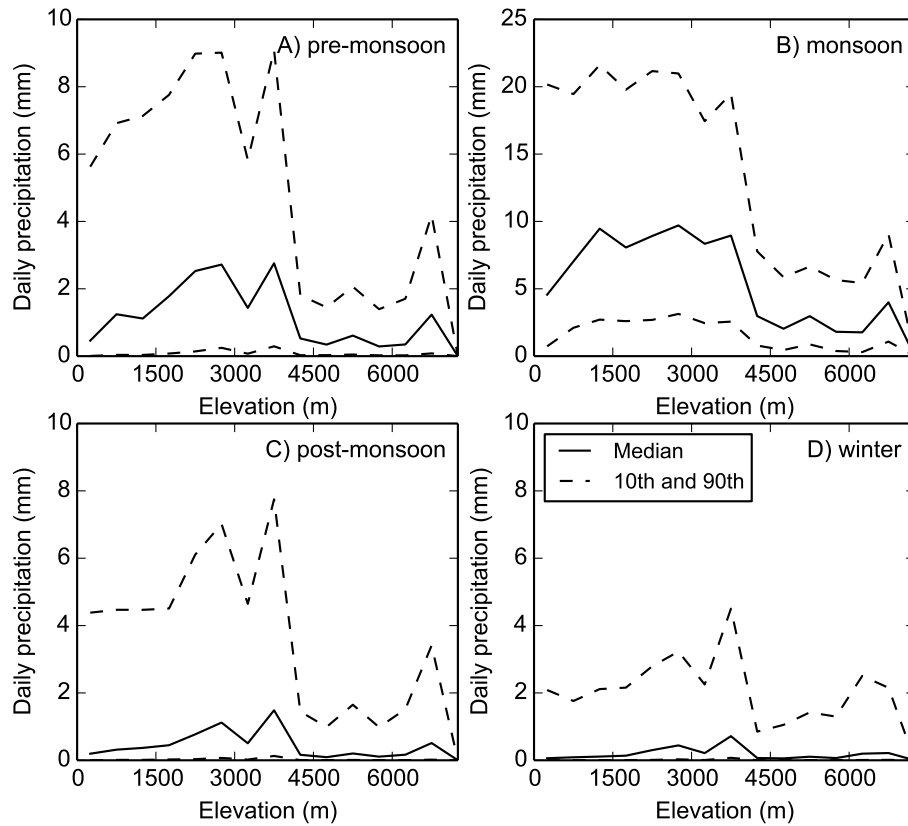 A) pre-monsoon
Daily precipitation (mm)
10
8
6
4
2
0
0 1500 3000 4500 6000
Elevation (m)
B) monsoon
Daily precipitation (mm)
25
20
15
10
5
0
0 1500 3000 4500 6000
Elevation (m)
C) post-monsoon
Daily precipitation (mm)
10
8
6
4
2
0
0 1500 3000 4500 6000
Elevation (m)
D) winter
Median
10th and 90th
Daily precipitation (mm)
10
8
6
4
2
0
0 1500 3000 4500 6000
Elevation (m)